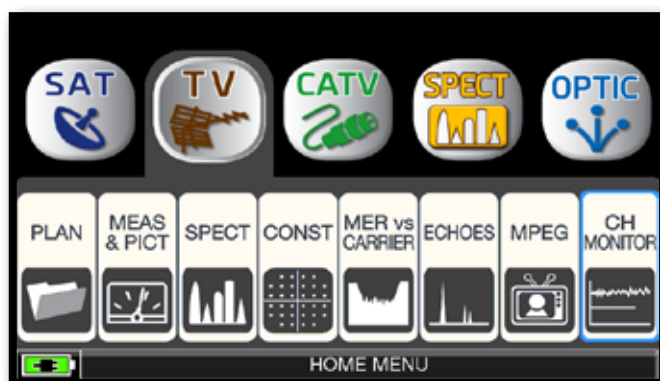 SAT
TV
CATV
SPECT
OPTIC
PLAN
MEAS
& PICT
SPECT
CONST
MER vs
CARRIER
ECHOES
MPEG
CH
MONITOR
HOME MENU